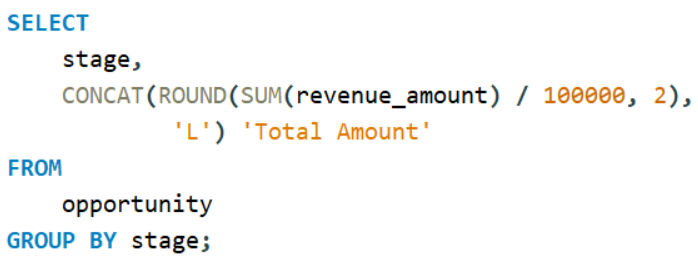 SELECT
stage,
CONCAT(ROUND(SUM(revenue_amount) / 100000, 2),
'L') 'Total Amount'
FROM
opportunity
GROUP BY stage;